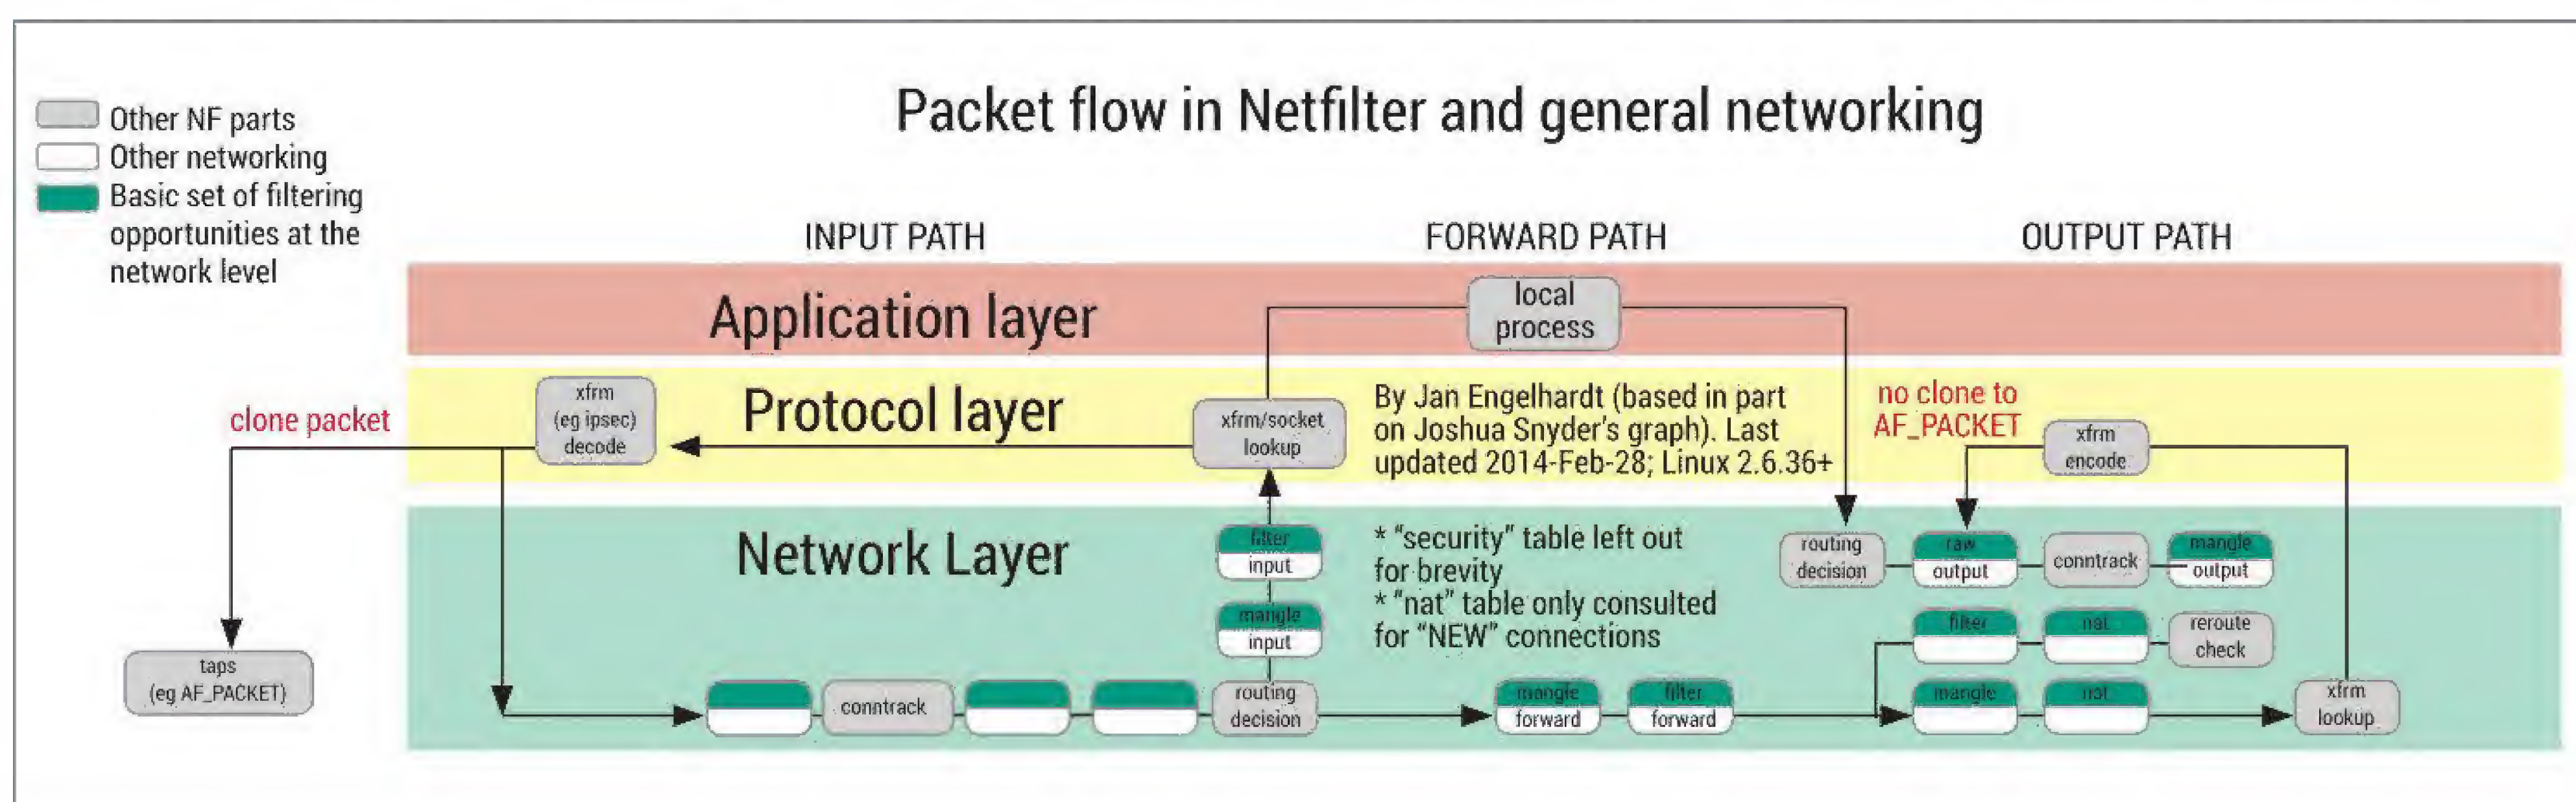 Packet flow in Netfilter and general networking
Other NF parts
Other networking
Basic set of filtering
opportunities at the
network level
INPUT PATH
FORWARD PATH
OUTPUT PATH
Application layer
local
process
Protocol layer
clone packet
xfrm
(eg ipsec)
decode
xfrm/socket
lookup
By Jan Engelhardt (based in part
on Joshua Snyder's graph). Last
updated 2014-Feb-28; Linux 2.6.36+
no clone to
AF_PACKET
xfrm
encode
Network Layer
filter
input
mangle
input
* "security" table left out
for brevity
* "nat" table only consulted
for "NEW" connections
routing
decision
raw
output
conntrack
mangle
output
filter
nat
reroute
check
taps
(eg AF_PACKET)
conntrack
routing
decision
mangle
forward
filter
forward
mangle
nat
xfrm
lookup